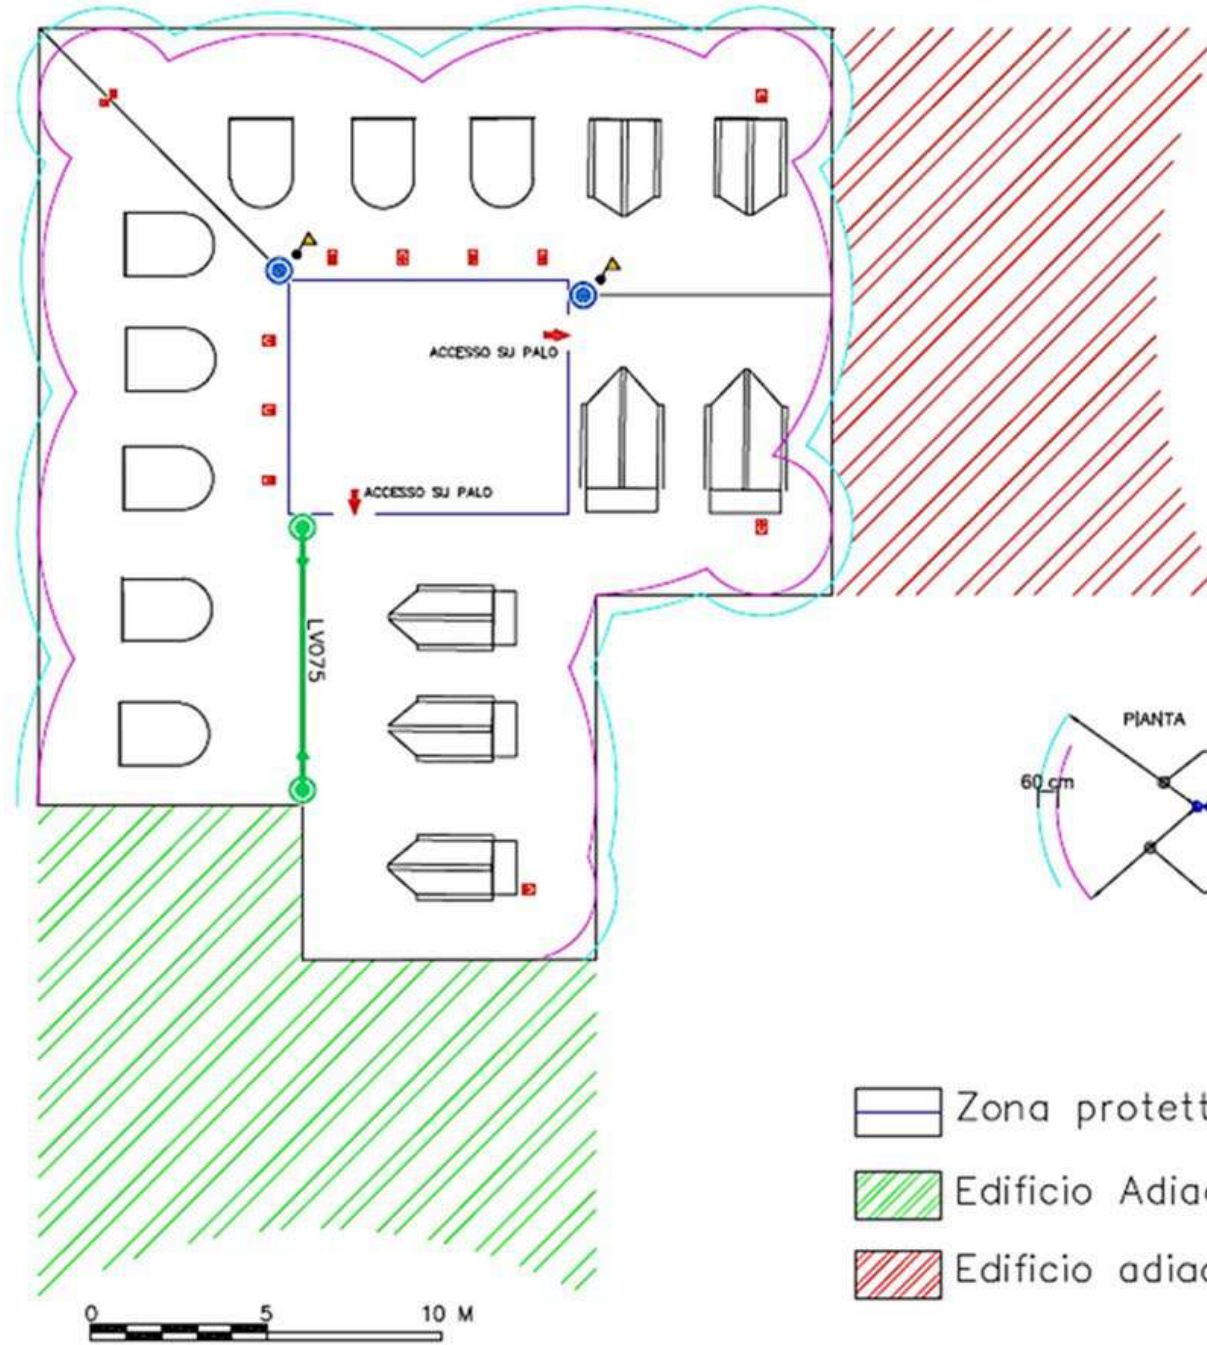 ACCESSO SU PALO
ACCESSO SU PALO
LV075
PIANTA
60 cm
Zona protett
Edificio Adiac
Edificio adiac
0 5 10 M